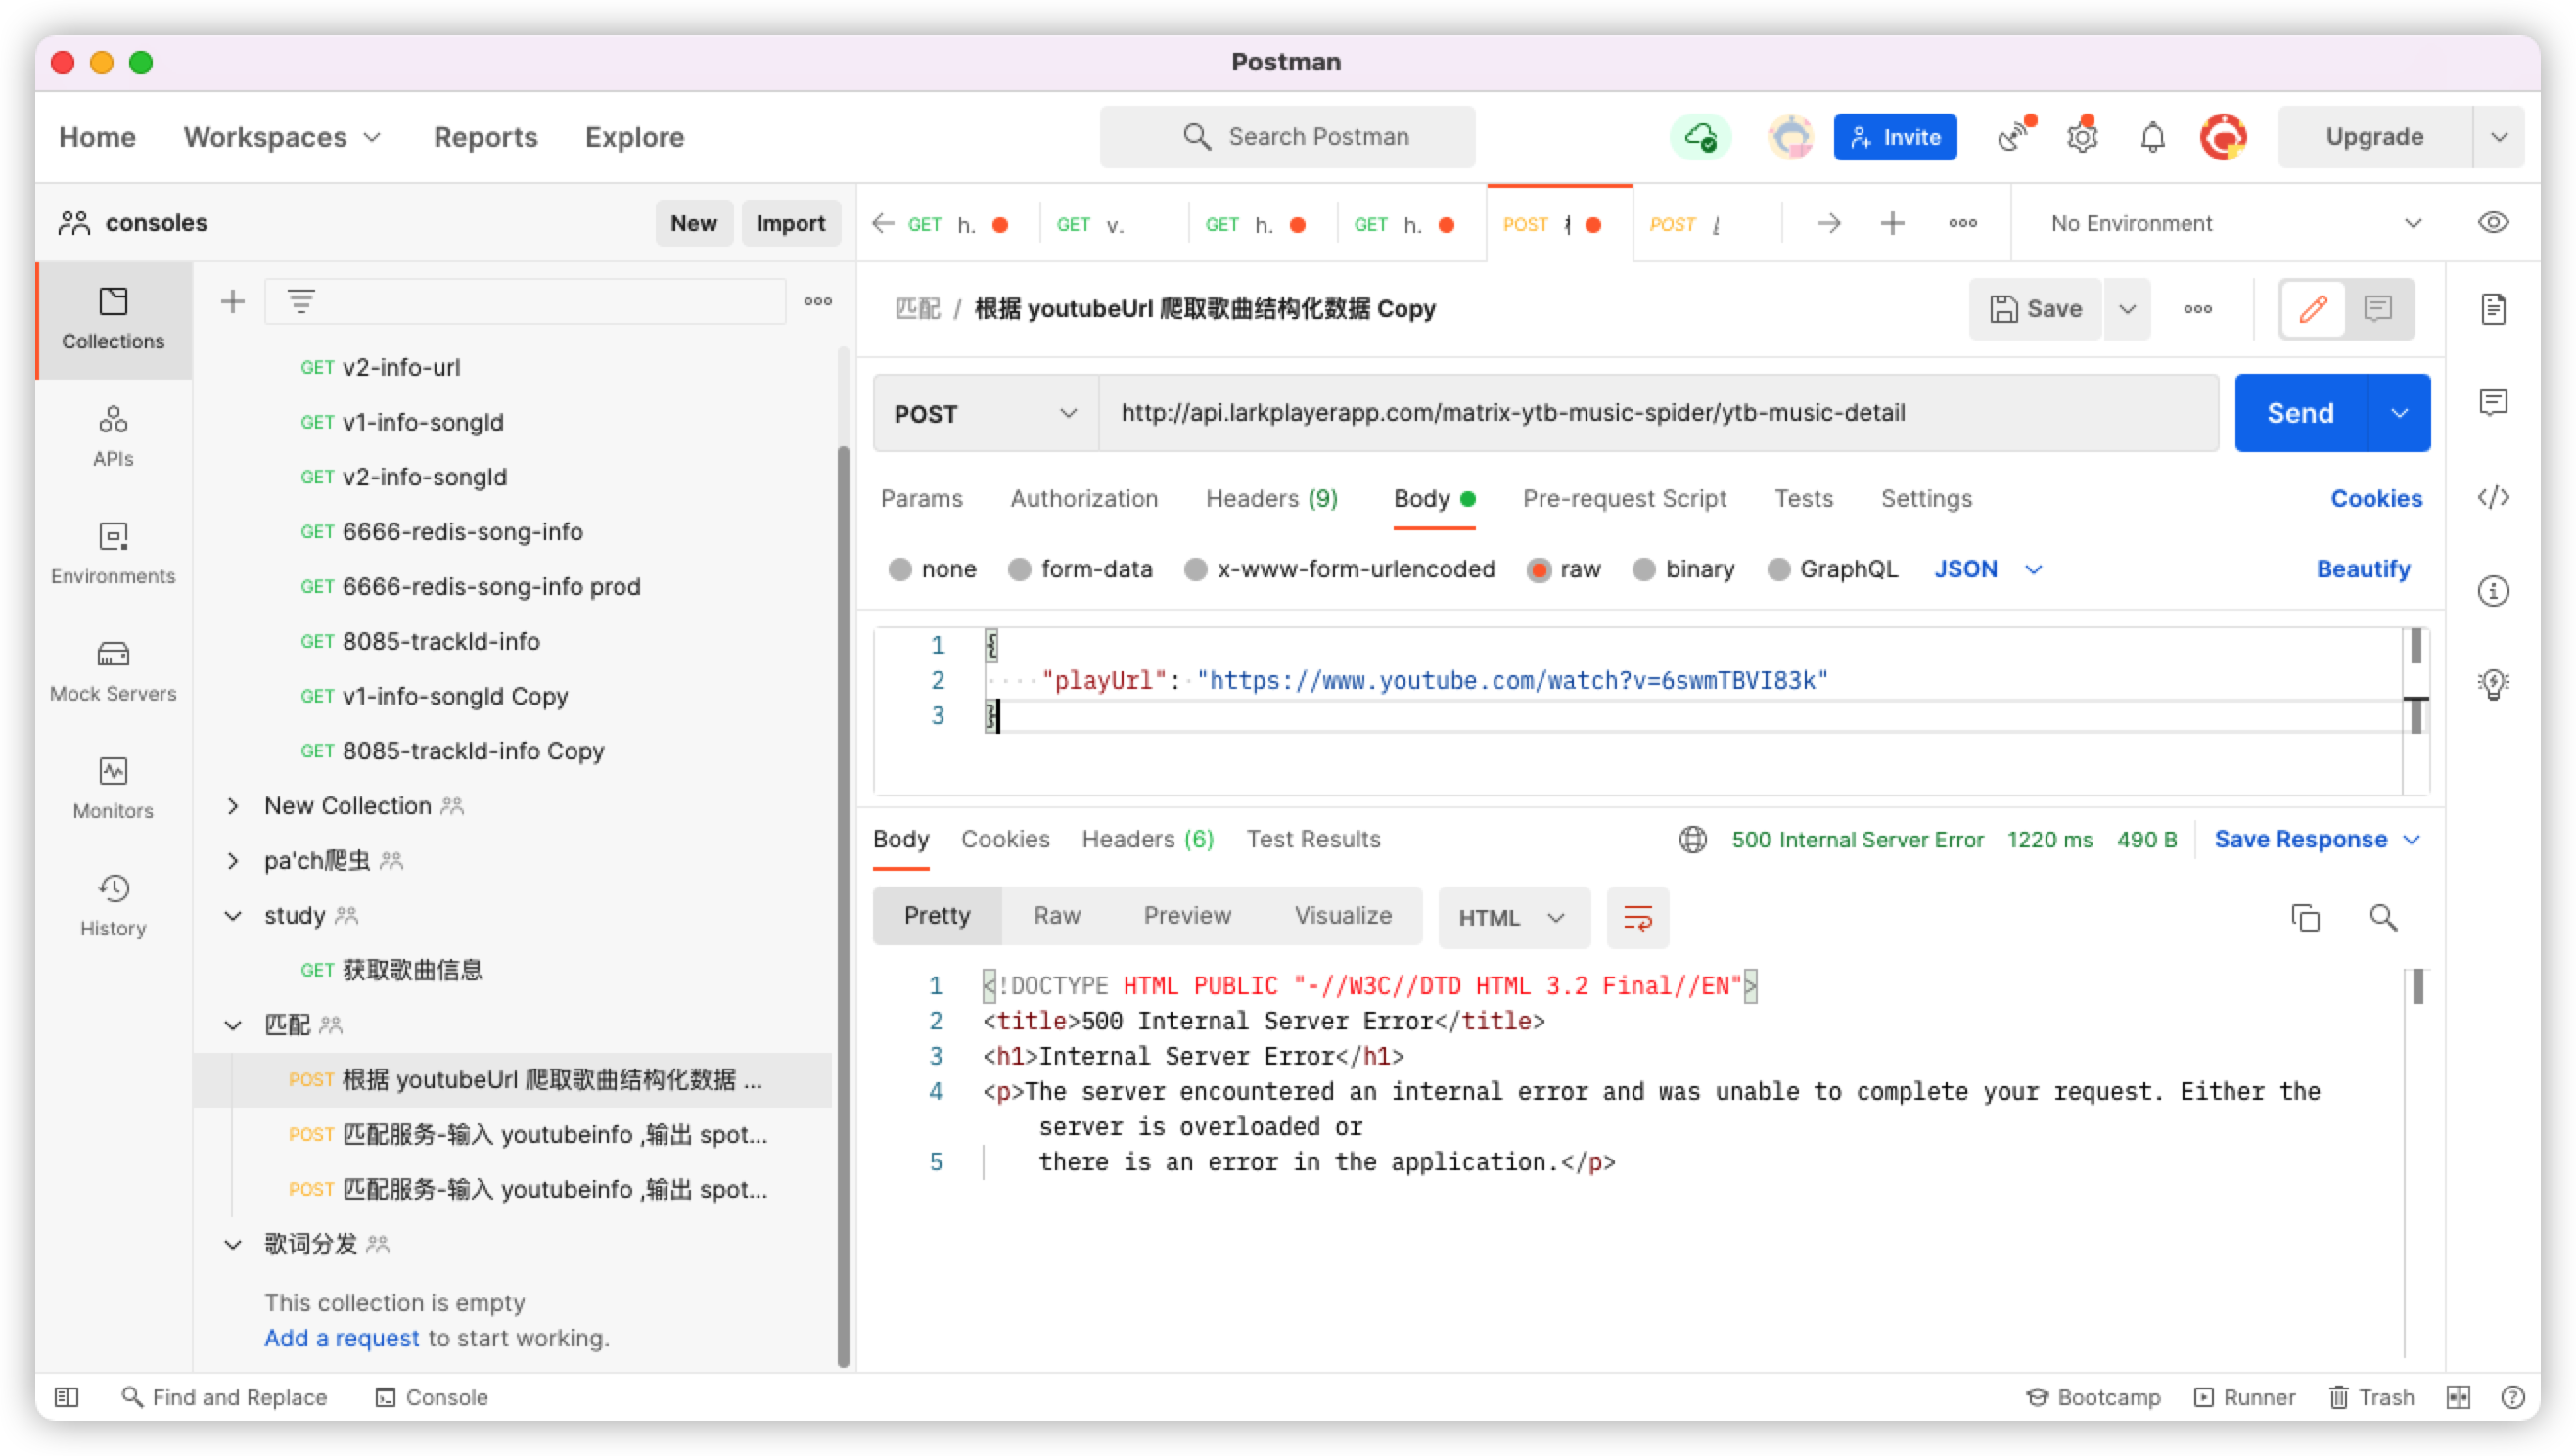 Postman
Home Workspaces Reports Explore Search Postman Invite Upgrade
consoles New Import GET h. GET v. GET h. GET h. POST POST No Environment
匹配 / 根据 youtubeUrl 爬取歌曲结构化数据 Copy Save
Collections
APIs
Environments
Mock Servers
Monitors
History
GET v2-info-url
GET v1-info-songId
GET v2-info-songId
GET 6666-redis-song-info
GET 6666-redis-song-info prod
GET 8085-trackId-info
GET v1-info-songId Copy
GET 8085-trackId-info Copy
New Collection
pa'ch爬虫
study
GET 获取歌曲信息
匹配
POST 根据 youtubeUrl 爬取歌曲结构化数据 ...
POST 匹配服务-输入 youtubeinfo ,输出 spot...
POST 匹配服务-输入 youtubeinfo ,输出 spot...
歌词分发
This collection is empty
Add a request to start working.
POST http://api.larkplayerapp.com/matrix-ytb-music-spider/ytb-music-detail Send
Params Authorization Headers (9) Body Pre-request Script Tests Settings Cookies
none form-data x-www-form-urlencoded raw binary GraphQL JSON Beautify
1 {
2 ····"playUrl":·"https://www.youtube.com/watch?v=6swmTBVI83k"
3 }
Body Cookies Headers (6) Test Results 500 Internal Server Error 1220 ms 490 B Save Response
Pretty Raw Preview Visualize HTML
1 <!DOCTYPE HTML PUBLIC "-//W3C//DTD HTML 3.2 Final//EN">
2 <title>500 Internal Server Error</title>
3 <h1>Internal Server Error</h1>
4 <p>The server encountered an internal error and was unable to complete your request. Either the
server is overloaded or
5 there is an error in the application.</p>
Find and Replace Console Bootcamp Runner Trash